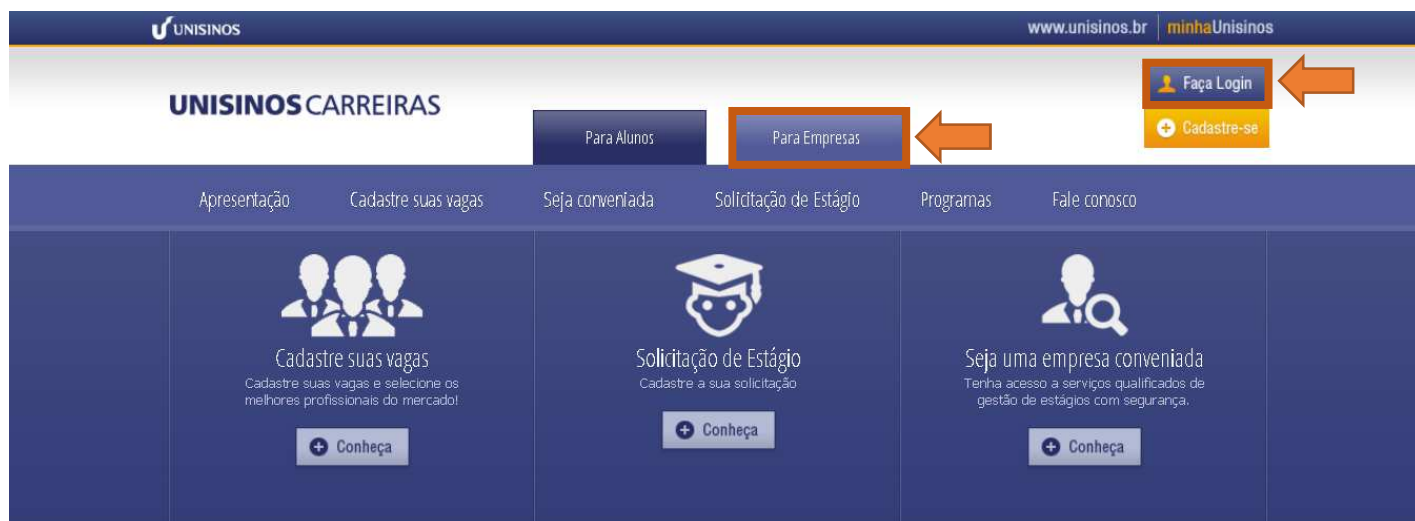 UNISINOS
www.unisinos.br minhaUnisinos
Faça Login
UNISINOS CARREIRAS
Para Alunos
Para Empresas
Cadastre-se
Apresentação Cadastre suas vagas Seja conveniada Solicitação de Estágio Programas Fale conosco
Cadastre suas vagas
Cadastre suas vagas e selecione os
melhores profissionais do mercado!
Conheça
Solicitação de Estágio
Cadastre a sua solicitação
Conheça
Seja uma empresa conveniada
Tenha acesso a serviços qualificados de
gestão de estágios com segurança.
Conheça